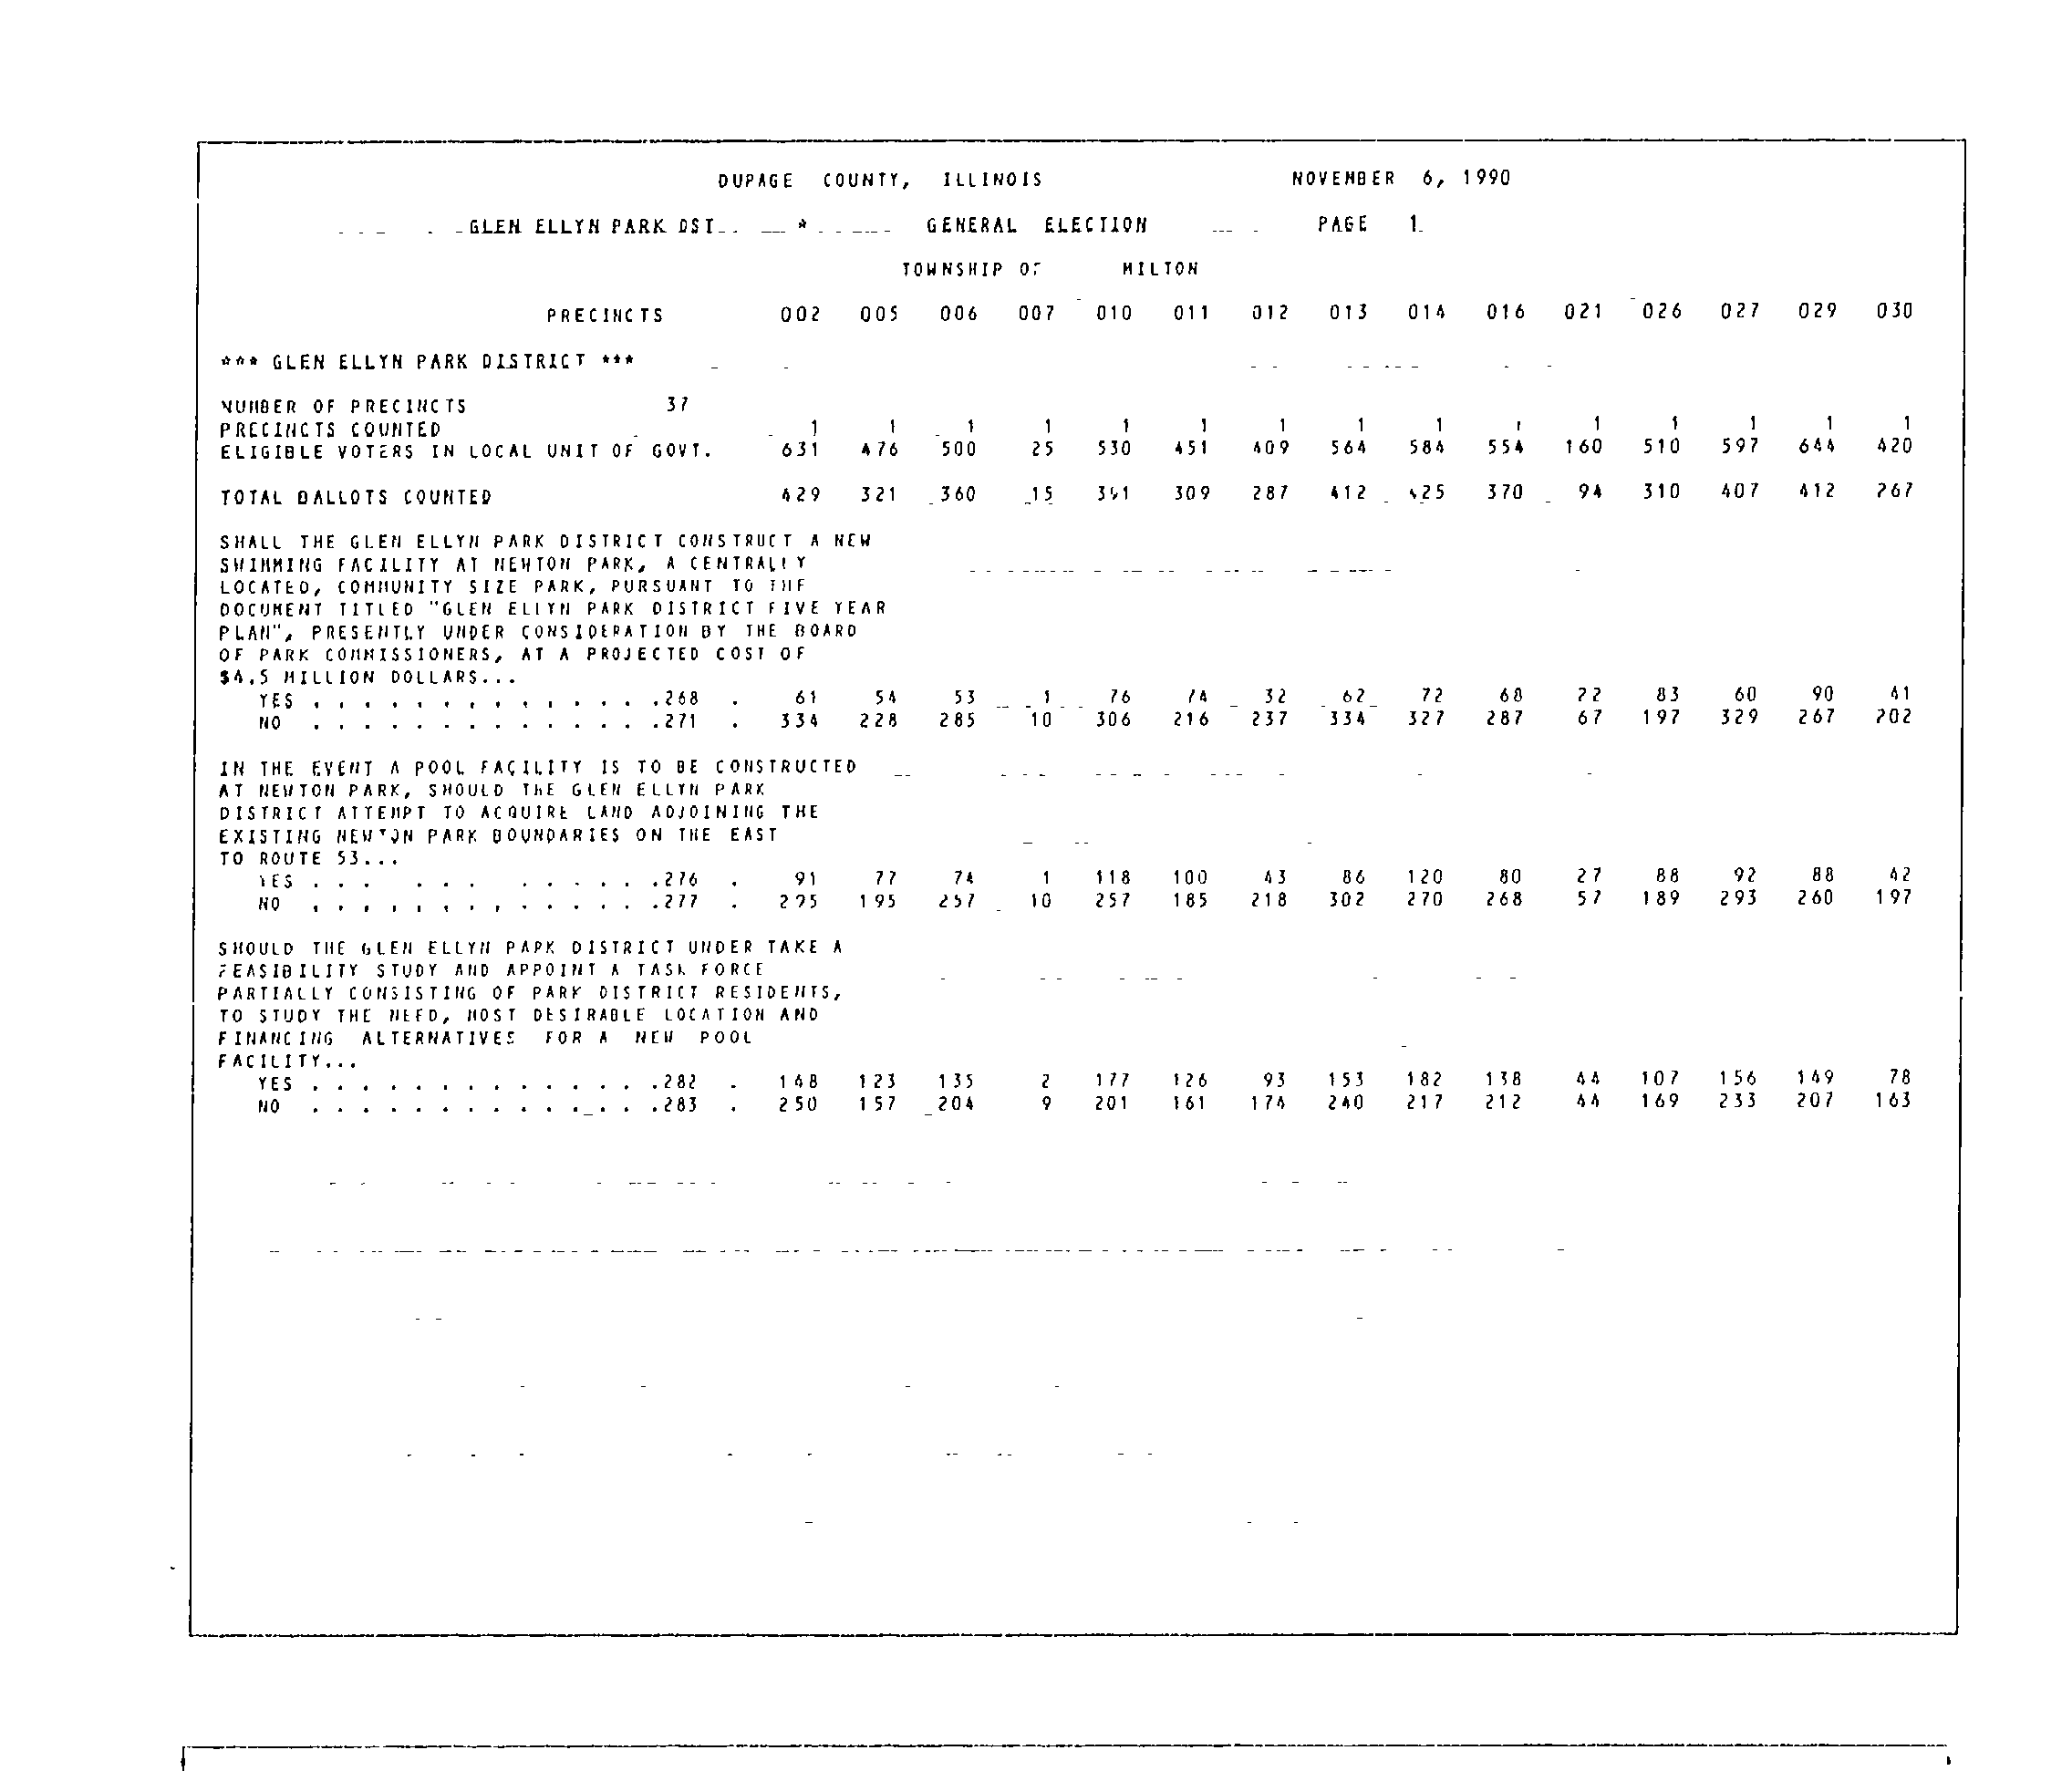 DUPAGE COUNTY, ILLINOIS NOVEMBER 6, 1990
GLEN ELLYN PARK DST * GENERAL ELECTION PAGE 1
TOWNSHIP OF MILTON
PRECINCTS 002 005 006 007 010 011 012 013 014 016 021 026 027 029 030
*** GLEN ELLYN PARK DISTRICT ***
NUMBER OF PRECINCTS 37
PRECINCTS COUNTED 1 1 1 1 1 1 1 1 1 1 1 1 1 1 1
ELIGIBLE VOTERS IN LOCAL UNIT OF GOVT. 631 476 500 25 530 451 409 564 584 554 160 510 597 644 420
TOTAL BALLOTS COUNTED 429 321 360 15 391 309 287 412 425 370 94 310 407 412 267
SHALL THE GLEN ELLYN PARK DISTRICT CONSTRUCT A NEW
SWIMMING FACILITY AT NEWTON PARK, A CENTRALLY
LOCATED, COMMUNITY SIZE PARK, PURSUANT TO THE
DOCUMENT TITLED "GLEN ELLYN PARK DISTRICT FIVE YEAR
PLAN", PRESENTLY UNDER CONSIDERATION BY THE BOARD
OF PARK COMMISSIONERS, AT A PROJECTED COST OF
$4.5 MILLION DOLLARS...
YES . . . . . . . . . . . . . .268 . 61 54 53 1 76 74 32 62 72 68 22 83 60 90 41
NO . . . . . . . . . . . . . .271 . 334 228 285 10 306 216 237 334 327 287 67 197 329 267 202
IN THE EVENT A POOL FACILITY IS TO BE CONSTRUCTED
AT NEWTON PARK, SHOULD THE GLEN ELLYN PARK
DISTRICT ATTEMPT TO ACQUIRE LAND ADJOINING THE
EXISTING NEWTON PARK BOUNDARIES ON THE EAST
TO ROUTE 53...
YES . . . . . . . . . . . .276 . 91 77 74 1 118 100 43 86 120 80 27 88 92 88 42
NO . . . . . . . . . . . . . .277 . 295 195 257 10 257 185 218 302 270 268 57 189 293 260 197
SHOULD THE GLEN ELLYN PARK DISTRICT UNDER TAKE A
FEASIBILITY STUDY AND APPOINT A TASK FORCE
PARTIALLY CONSISTING OF PARK DISTRICT RESIDENTS,
TO STUDY THE NEED, MOST DESIRABLE LOCATION AND
FINANCING ALTERNATIVES FOR A NEW POOL
FACILITY...
YES . . . . . . . . . . . . . .282 . 148 123 135 2 177 126 93 153 182 138 44 107 156 149 78
NO . . . . . . . . . . . . . .283 . 250 157 204 9 201 161 174 240 217 212 44 169 233 207 163